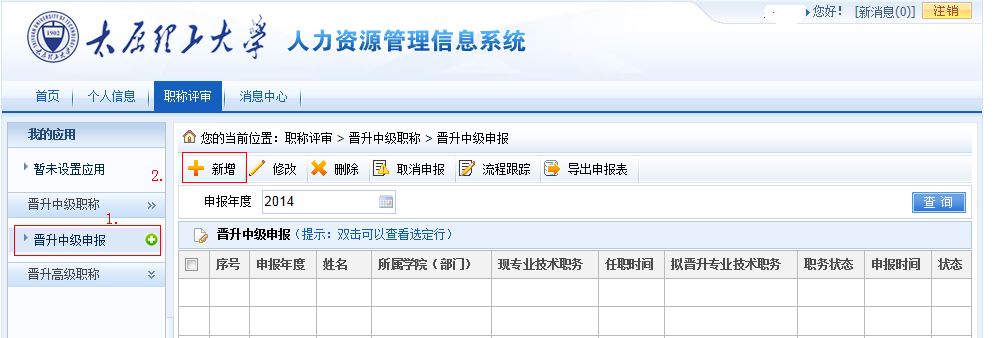 您好! [新消息(0)] 注销
太原理工大学 人力资源管理信息系统
首页 个人信息 职称评审 消息中心
我的应用
暂未设置应用
2.
晋升中级职称
1.
晋升中级申报
晋升高级职称
您的当前位置: 职称评审 > 晋升中级职称 > 晋升中级申报
新增 修改 删除 取消申报 流程跟踪 导出申报表
申报年度 2014 查询
晋升中级申报 (提示: 双击可以查看选定行)
序号 申报年度 姓名 所属学院 (部门) 现专业技术职务 任职时间 拟晋升专业技术职务 职务状态 申报时间 状态